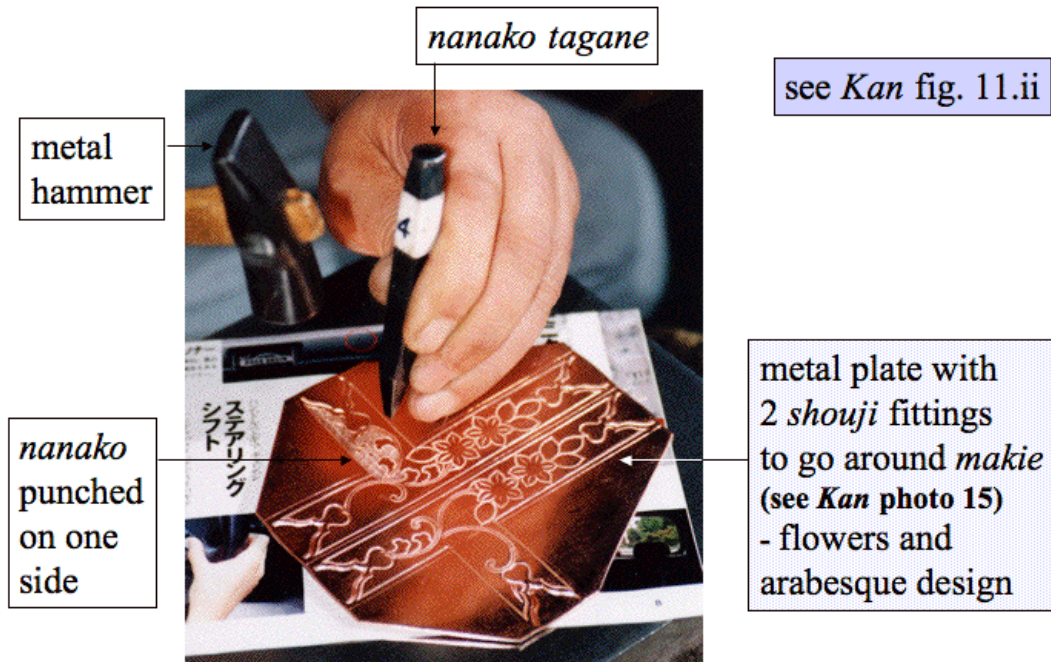 nanako tagane
see Kan fig. 11.ii
metal
hammer
4
ステアリング
シフト
nanako
punched
on one
side
metal plate with
2 shouji fittings
to go around makie
(see Kan photo 15)
- flowers and
arabesque design